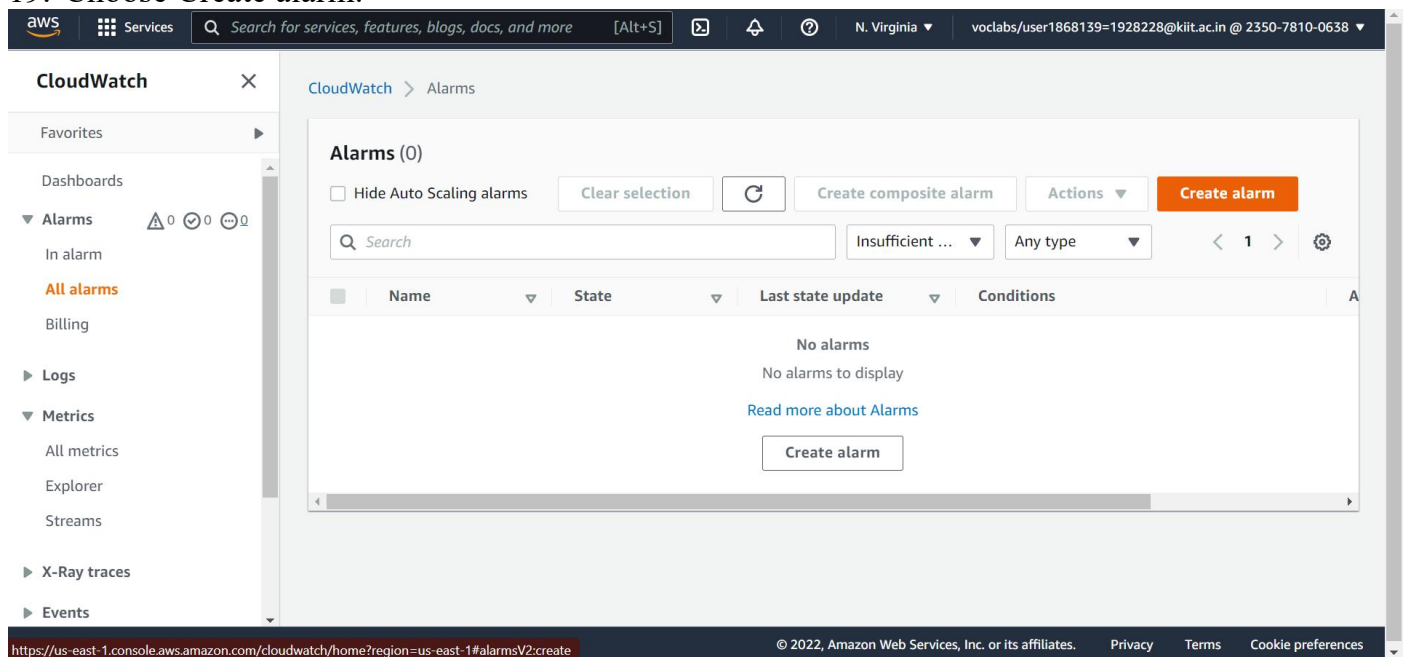 19. Choose Create alarm.
aws Services Search for services, features, blogs, docs, and more [Alt+S] N. Virginia ▼ voclabs/user1868139=1928228@kiit.ac.in @ 2350-7810-0638 ▼
CloudWatch
CloudWatch > Alarms
Favorites
Alarms (0)
Dashboards
Hide Auto Scaling alarms Clear selection Create composite alarm Actions ▼ Create alarm
Alarms 0 0 0
Search Insufficient ... ▼ Any type ▼ < 1 >
In alarm
All alarms
Name State Last state update Conditions A
Billing
No alarms
No alarms to display
Logs
Read more about Alarms
Metrics
All metrics
Create alarm
Explorer
Streams
X-Ray traces
Events
https://us-east-1.console.aws.amazon.com/cloudwatch/home?region=us-east-1#alarmsV2:create
© 2022, Amazon Web Services, Inc. or its affiliates. Privacy Terms Cookie preferences